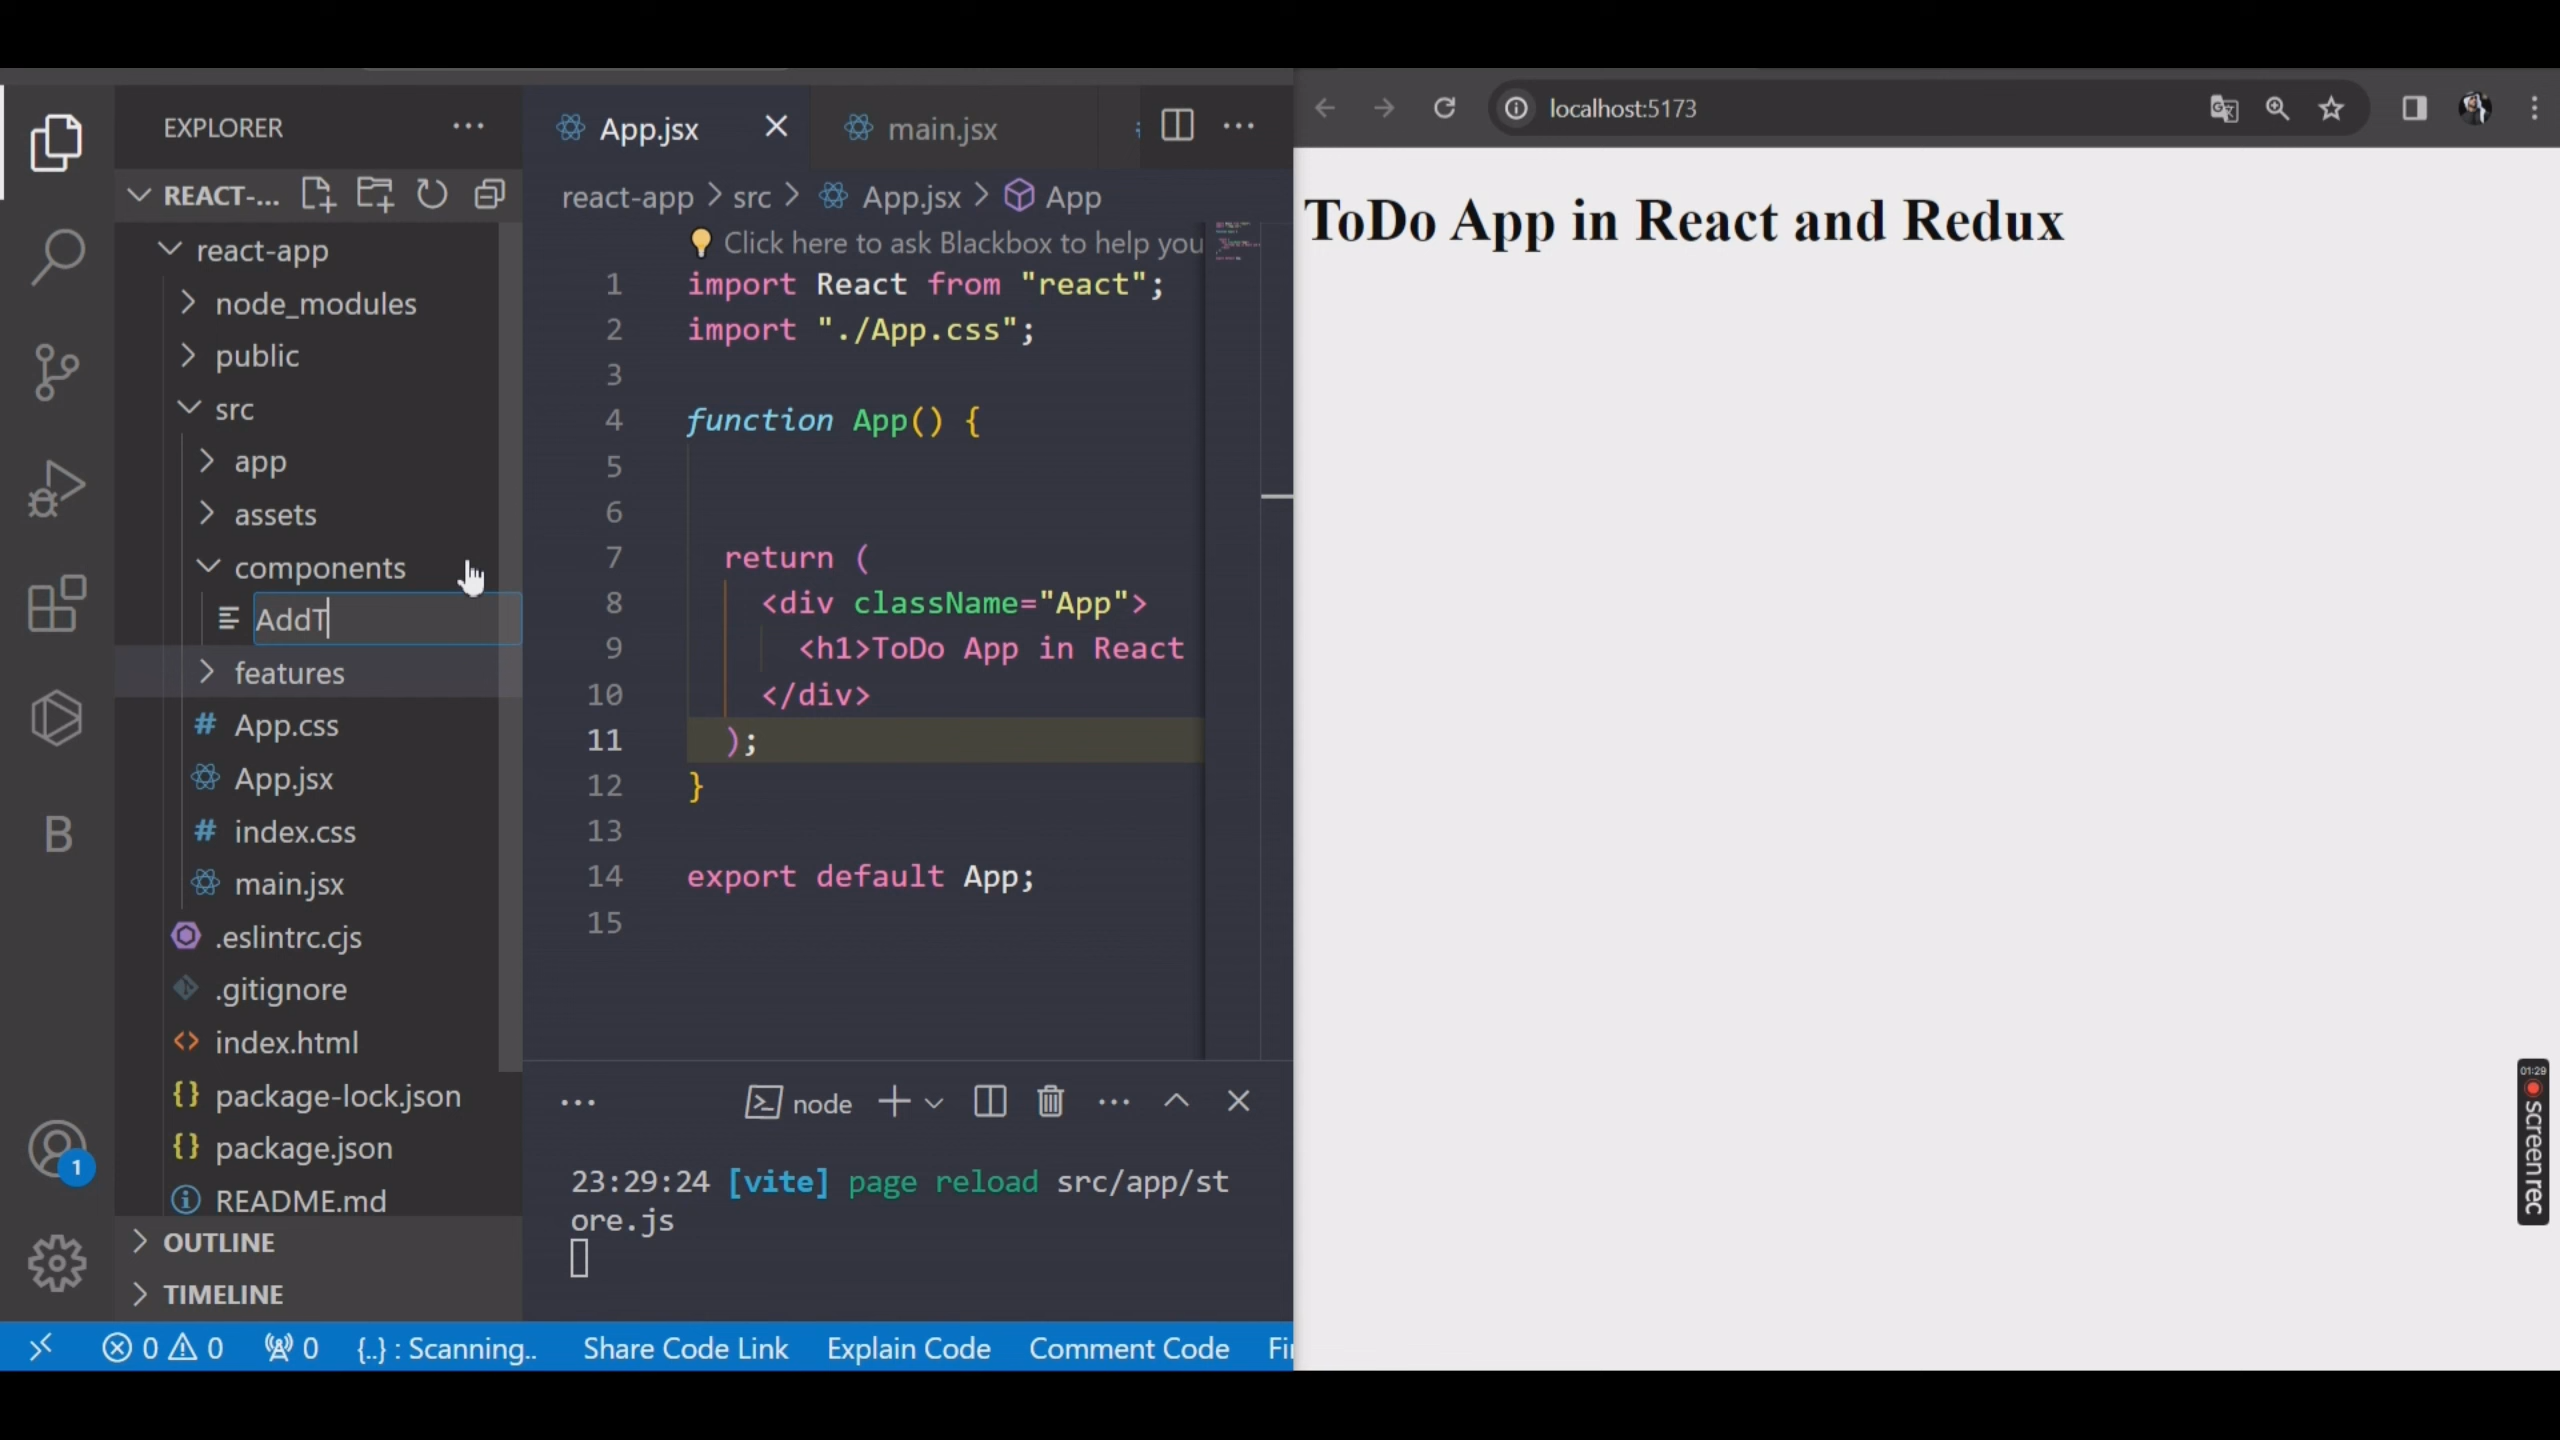 EXPLORER
REACT-...
react-app
node_modules
public
src
app
assets
components
AddT
features
App.css
App.jsx
index.css
main.jsx
.eslintrc.cjs
.gitignore
index.html
package-lock.json
package.json
README.md
OUTLINE
TIMELINE
B
1
App.jsx
main.jsx
react-app > src > App.jsx > App
Click here to ask Blackbox to help you
1 import React from "react";
2 import "./App.css";
3
4 function App() {
5
6
7 return (
8 <div className="App">
9 <h1>ToDo App in React
10 </div>
11 );
12 }
13
14 export default App;
15
node
23:29:24 [vite] page reload src/app/st
ore.js
0 0 0 {..} : Scanning.. Share Code Link Explain Code Comment Code Fi
localhost:5173
ToDo App in React and Redux
01:29
screenrec